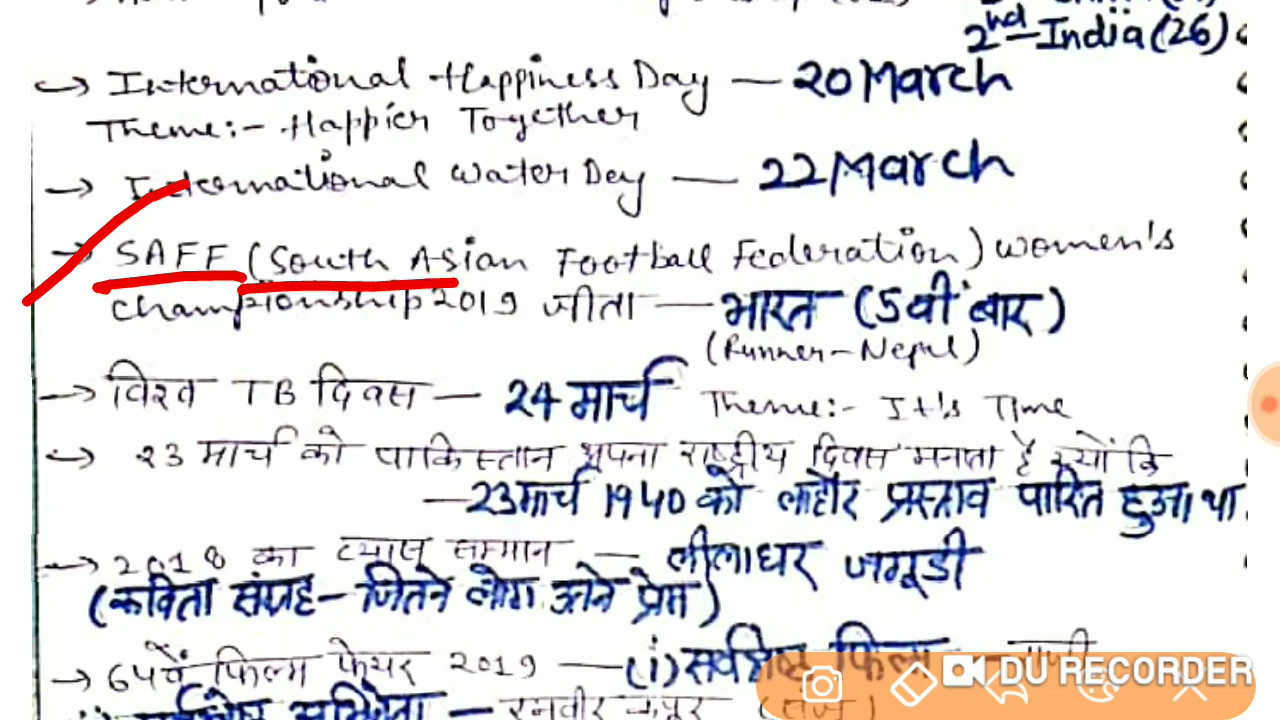 2nd India (26)
→ International Happiness Day — 20 March
Theme:- Happier Together
→ International Water Day — 22 March
→ SAFF (South Asian Football Federation) women's
championship 2019 जीता — भारत (5वीं बार)
(Runner - Nepal)
→ विश्व TB दिवस — 24 मार्च Theme:- It's Time
→ 23 मार्च को पाकिस्तान अपना राष्ट्रीय दिवस मनाता है क्यों कि
— 23 मार्च 1940 को लाहौर प्रस्ताव पारित हुआ था
→ 2018 का व्यास सम्मान — लीलाधर जगूडी
(कविता संग्रह - जितने लोग उतने प्रेम)
→ 64वें फिल्म फेयर 2019 — (i) सर्वश्रेष्ठ फिल्म - राजी
सर्वश्रेष्ठ अभिनेता — रनवीर कपूर (संजू)
DU RECORDER